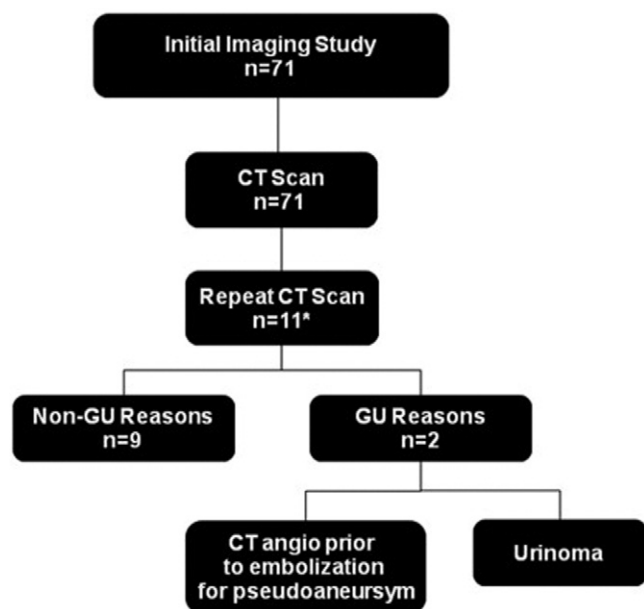 Initial Imaging Study
n=71
CT Scan
n=71
Repeat CT Scan
n=11*
Non-GU Reasons
n=9
GU Reasons
n=2
CT angio prior
to embolization
for pseudoaneursym
Urinoma